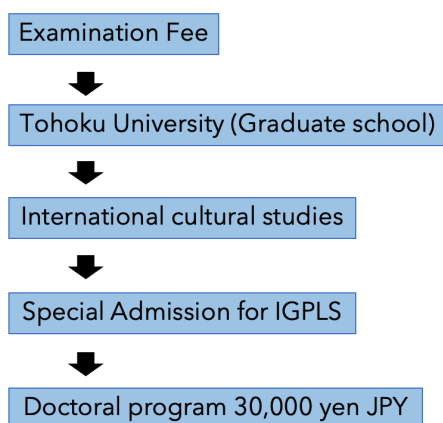 Examination Fee
Tohoku University (Graduate school)
International cultural studies
Special Admission for IGPLS
Doctoral program 30,000 yen JPY